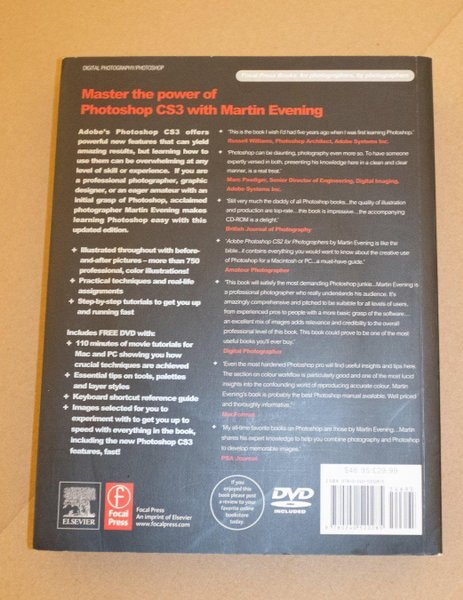 DIGITAL PHOTOGRAPHY/PHOTOSHOP
Focal Press Books: for photographers, by photographers
Master the power of
Photoshop CS3 with Martin Evening
Adobe's Photoshop CS3 offers
powerful new features that can yield
amazing results, but learning how to
use them can be overwhelming at any
level of skill or experience. If you are
a professional photographer, graphic
designer, or an eager amateur with an
initial grasp of Photoshop, acclaimed
photographer Martin Evening makes
learning Photoshop easy with this
updated edition.
Illustrated throughout with before-
and-after pictures – more than 750
professional, color illustrations!
Practical techniques and real-life
assignments
Step-by-step tutorials to get you up
and running fast
Includes FREE DVD with:
110 minutes of movie tutorials for
Mac and PC showing you how
crucial techniques are achieved
Essential tips on tools, palettes
and layer styles
Keyboard shortcut reference guide
Images selected for you to
experiment with to get you up to
speed with everything in the book,
including the new Photoshop CS3
features, fast!
'This is the book I wish I'd had five years ago when I was first learning Photoshop.'
Russell Williams, Photoshop Architect, Adobe Systems Inc.
'Photoshop can be daunting, photography even more so. To have someone
expertly versed in both, presenting his knowledge here in a clean and clear
manner, is a real treat.'
Marc Pawliger, Senior Director of Engineering, Digital Imaging,
Adobe Systems Inc.
'Still very much the daddy of all Photoshop books...the quality of illustration
and production are top-rate...the book is impressive...the accompanying
CD-ROM is a delight.'
British Journal of Photography
'Adobe Photoshop CS2 for Photographers by Martin Evening is like the
bible...it contains everything you would want to know about the creative use
of Photoshop for a Macintosh or PC...a must-have guide.'
Amateur Photographer
'This book will satisfy the most demanding Photoshop junkie...Martin Evening is
a professional photographer who really understands his audience. It's
amazingly comprehensive and pitched to be suitable for all levels of users,
from experienced pros to people with a more basic grasp of the software...
an excellent mix of images adds relevance and credibility to the overall
professional level of this book. This book could prove to be one of the most
useful books you'll ever buy.'
Digital Photographer
'Even the most hardened Photoshop pro will find useful insights and tips here.
The section on colour workflow is particularly good and one of the most lucid
insights into the confounding world of reproducing accurate colour. Martin
Evening's book is probably the best Photoshop manual available. Well priced
and thoroughly informative.'
MacFormat
'My all-time favorite books on Photoshop are those by Martin Evening...Martin
shares his expert knowledge to help you combine photography and Photoshop
to develop memorable images.'
PSA Journal
ELSEVIER
Focal
Press
Focal Press
An imprint of Elsevier
www.focalpress.com
If you
enjoyed this
book please post
a review to your
favorite online
bookstore
today.
DVD
INCLUDED